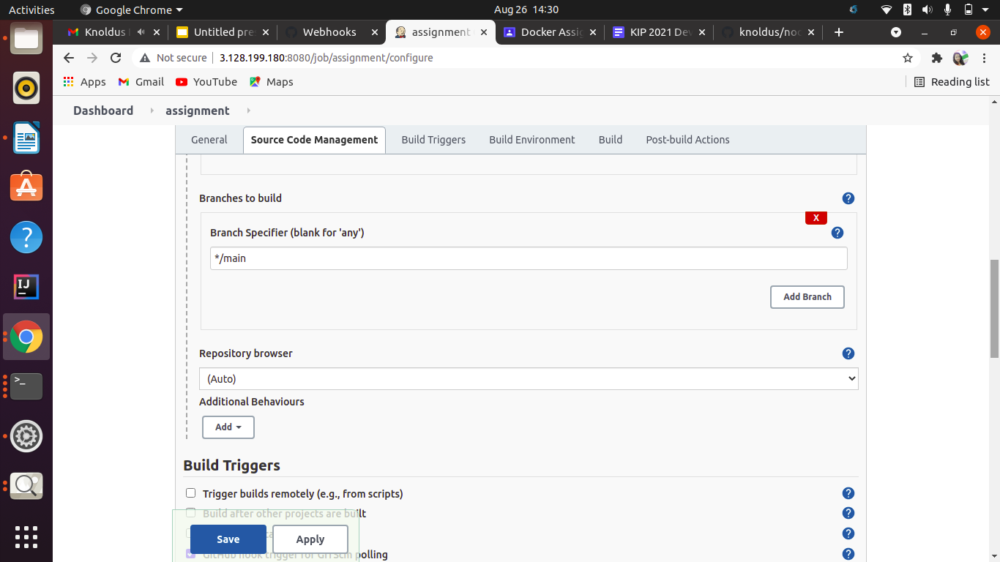 Activities Google Chrome Aug 26 14:30
Knoldus Untitled pre Webhooks assignment Docker Assig KIP 2021 Dev knoldus/noo
Not secure 3.128.199.180:8080/job/assignment/configure
Apps Gmail YouTube Maps Reading list
Dashboard assignment
General Source Code Management Build Triggers Build Environment Build Post-build Actions
Branches to build
X
Branch Specifier (blank for 'any')
*/main
Add Branch
Repository browser
(Auto)
Additional Behaviours
Add
Build Triggers
Trigger builds remotely (e.g., from scripts)
Build after other projects are built
Save Apply
GitHub hook trigger for GITScm polling